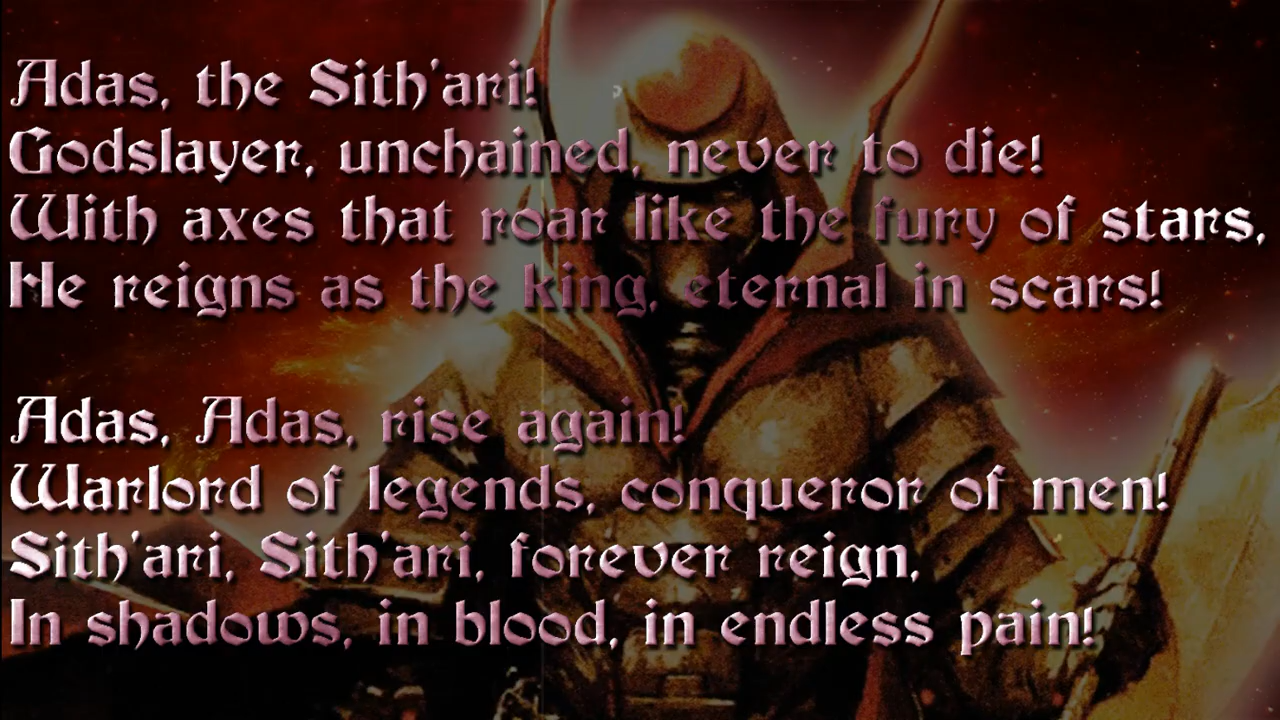 Adas, the Sith'ari!
Godslayer, unchained, never to die!
With axes that roar like the fury of stars,
He reigns as the king, eternal in scars!
Adas, Adas, rise again!
Warlord of legends, conqueror of men!
Sith'ari, Sith'ari, forever reign,
In shadows, in blood, in endless pain!